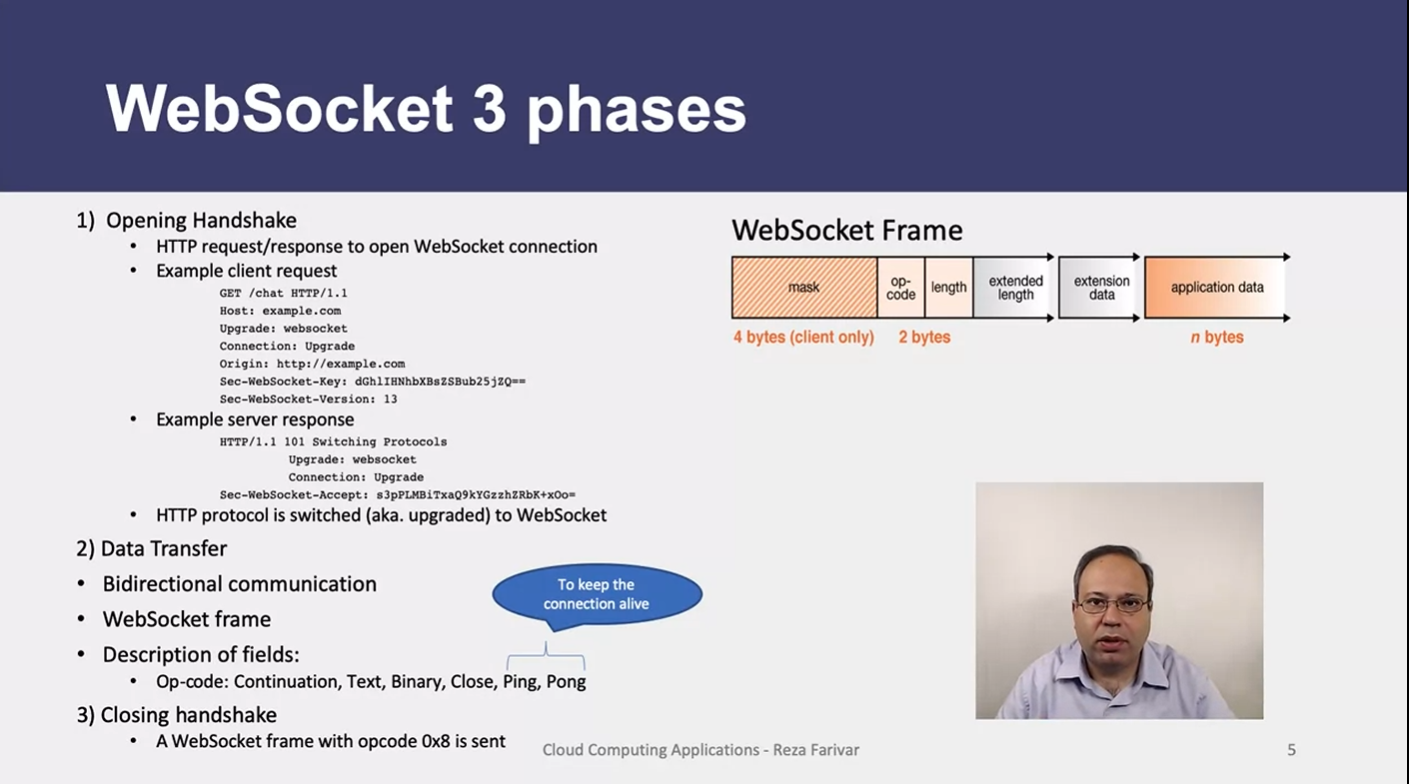 WebSocket 3 phases
1) Opening Handshake
• HTTP request/response to open WebSocket connection
• Example client request
GET /chat HTTP/1.1
Host: example.com
Upgrade: websocket
Connection: Upgrade
Origin: http://example.com
Sec-WebSocket-Key: dGhlIHNhbXBsZSBub25jZQ==
Sec-WebSocket-Version: 13
• Example server response
HTTP/1.1 101 Switching Protocols
Upgrade: websocket
Connection: Upgrade
Sec-WebSocket-Accept: s3pPLMBiTxaQ9kYGzzhZRbK+xOo=
• HTTP protocol is switched (aka. upgraded) to WebSocket
2) Data Transfer
• Bidirectional communication
• WebSocket frame
• Description of fields:
• Op-code: Continuation, Text, Binary, Close, Ping, Pong
To keep the
connection alive
3) Closing handshake
• A WebSocket frame with opcode 0x8 is sent
WebSocket Frame
mask
op-
code
length
extended
length
extension
data
application data
4 bytes (client only)
2 bytes
n bytes
Cloud Computing Applications - Reza Farivar
5